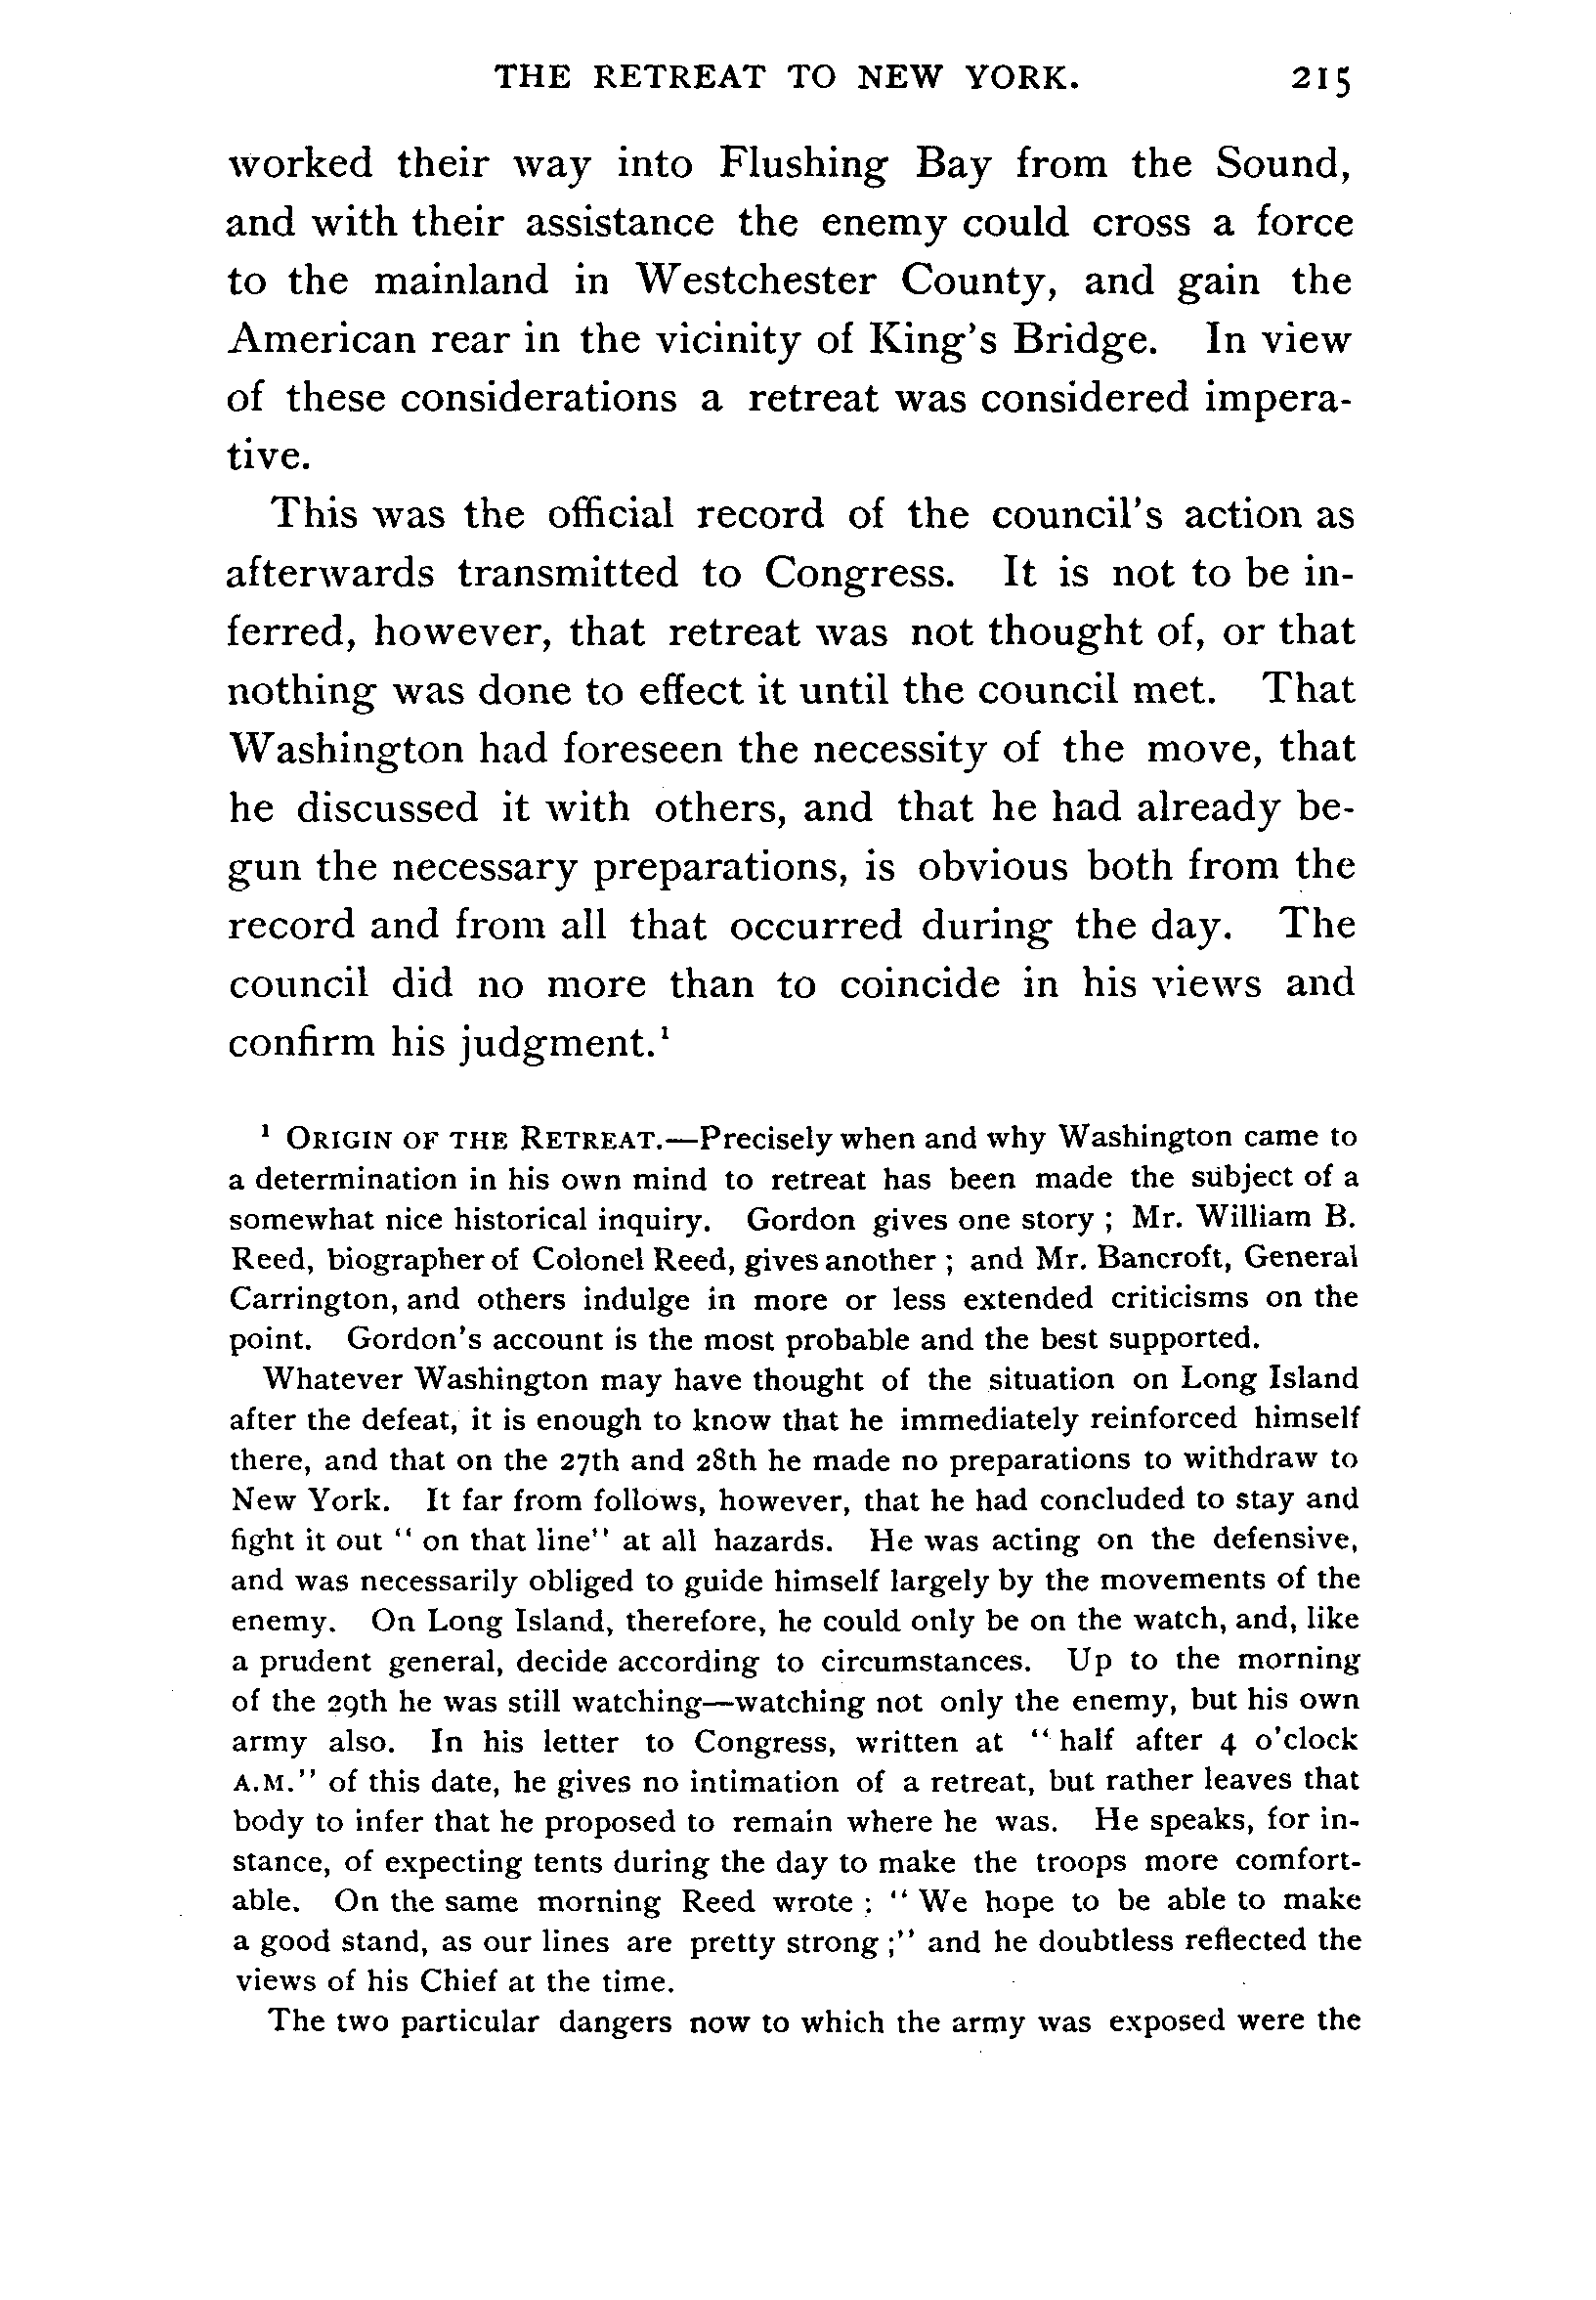 THE RETREAT TO NEW YORK. 215
worked their way into Flushing Bay from the Sound,
and with their assistance the enemy could cross a force
to the mainland in Westchester County, and gain the
American rear in the vicinity of King's Bridge. In view
of these considerations a retreat was considered impera-
tive.
This was the official record of the council's action as
afterwards transmitted to Congress. It is not to be in-
ferred, however, that retreat was not thought of, or that
nothing was done to effect it until the council met. That
Washington had foreseen the necessity of the move, that
he discussed it with others, and that he had already be-
gun the necessary preparations, is obvious both from the
record and from all that occurred during the day. The
council did no more than to coincide in his views and
confirm his judgment.¹
¹ ORIGIN OF THE RETREAT.—Precisely when and why Washington came to
a determination in his own mind to retreat has been made the subject of a
somewhat nice historical inquiry. Gordon gives one story ; Mr. William B.
Reed, biographer of Colonel Reed, gives another ; and Mr. Bancroft, General
Carrington, and others indulge in more or less extended criticisms on the
point. Gordon's account is the most probable and the best supported.
Whatever Washington may have thought of the situation on Long Island
after the defeat, it is enough to know that he immediately reinforced himself
there, and that on the 27th and 28th he made no preparations to withdraw to
New York. It far from follows, however, that he had concluded to stay and
fight it out " on that line" at all hazards. He was acting on the defensive,
and was necessarily obliged to guide himself largely by the movements of the
enemy. On Long Island, therefore, he could only be on the watch, and, like
a prudent general, decide according to circumstances. Up to the morning
of the 29th he was still watching—watching not only the enemy, but his own
army also. In his letter to Congress, written at " half after 4 o'clock
A.M." of this date, he gives no intimation of a retreat, but rather leaves that
body to infer that he proposed to remain where he was. He speaks, for in-
stance, of expecting tents during the day to make the troops more comfort-
able. On the same morning Reed wrote : " We hope to be able to make
a good stand, as our lines are pretty strong ;" and he doubtless reflected the
views of his Chief at the time.
The two particular dangers now to which the army was exposed were the